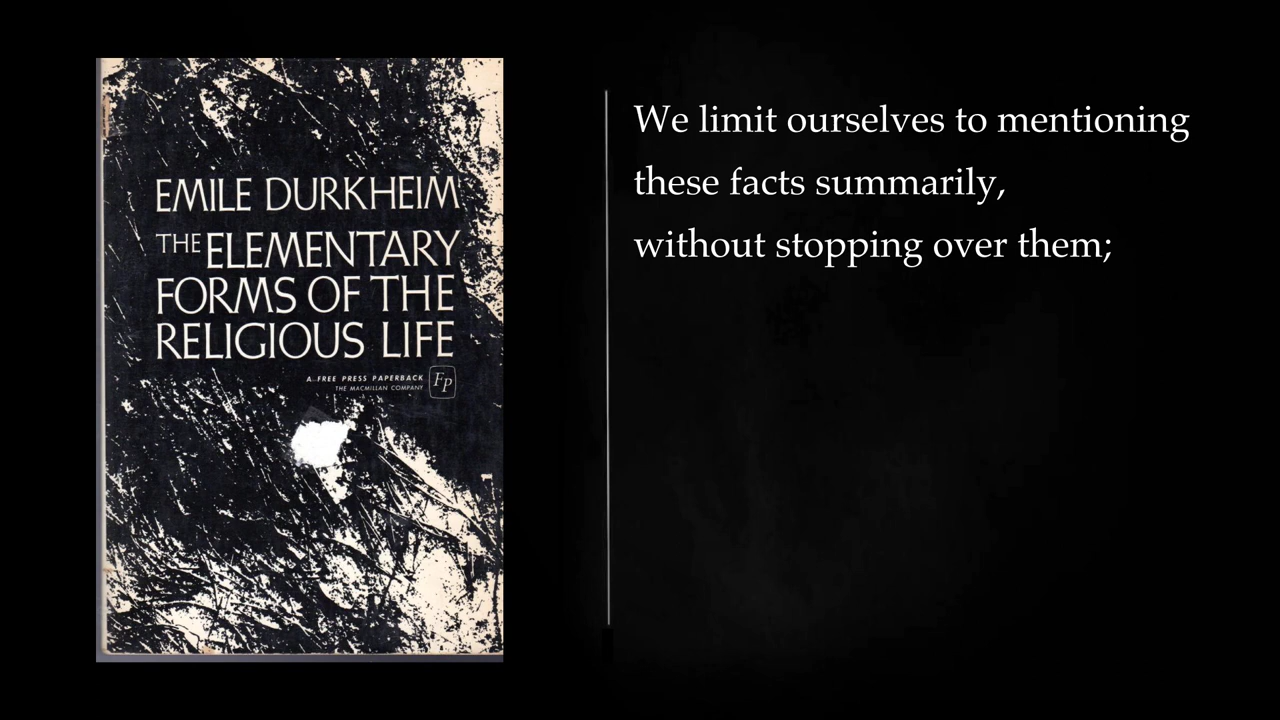 EMILE DURKHEIM
THE ELEMENTARY
FORMS OF THE
RELIGIOUS LIFE
A FREE PRESS PAPERBACK
THE MACMILLAN COMPANY
FP
We limit ourselves to mentioning
these facts summarily,
without stopping over them;